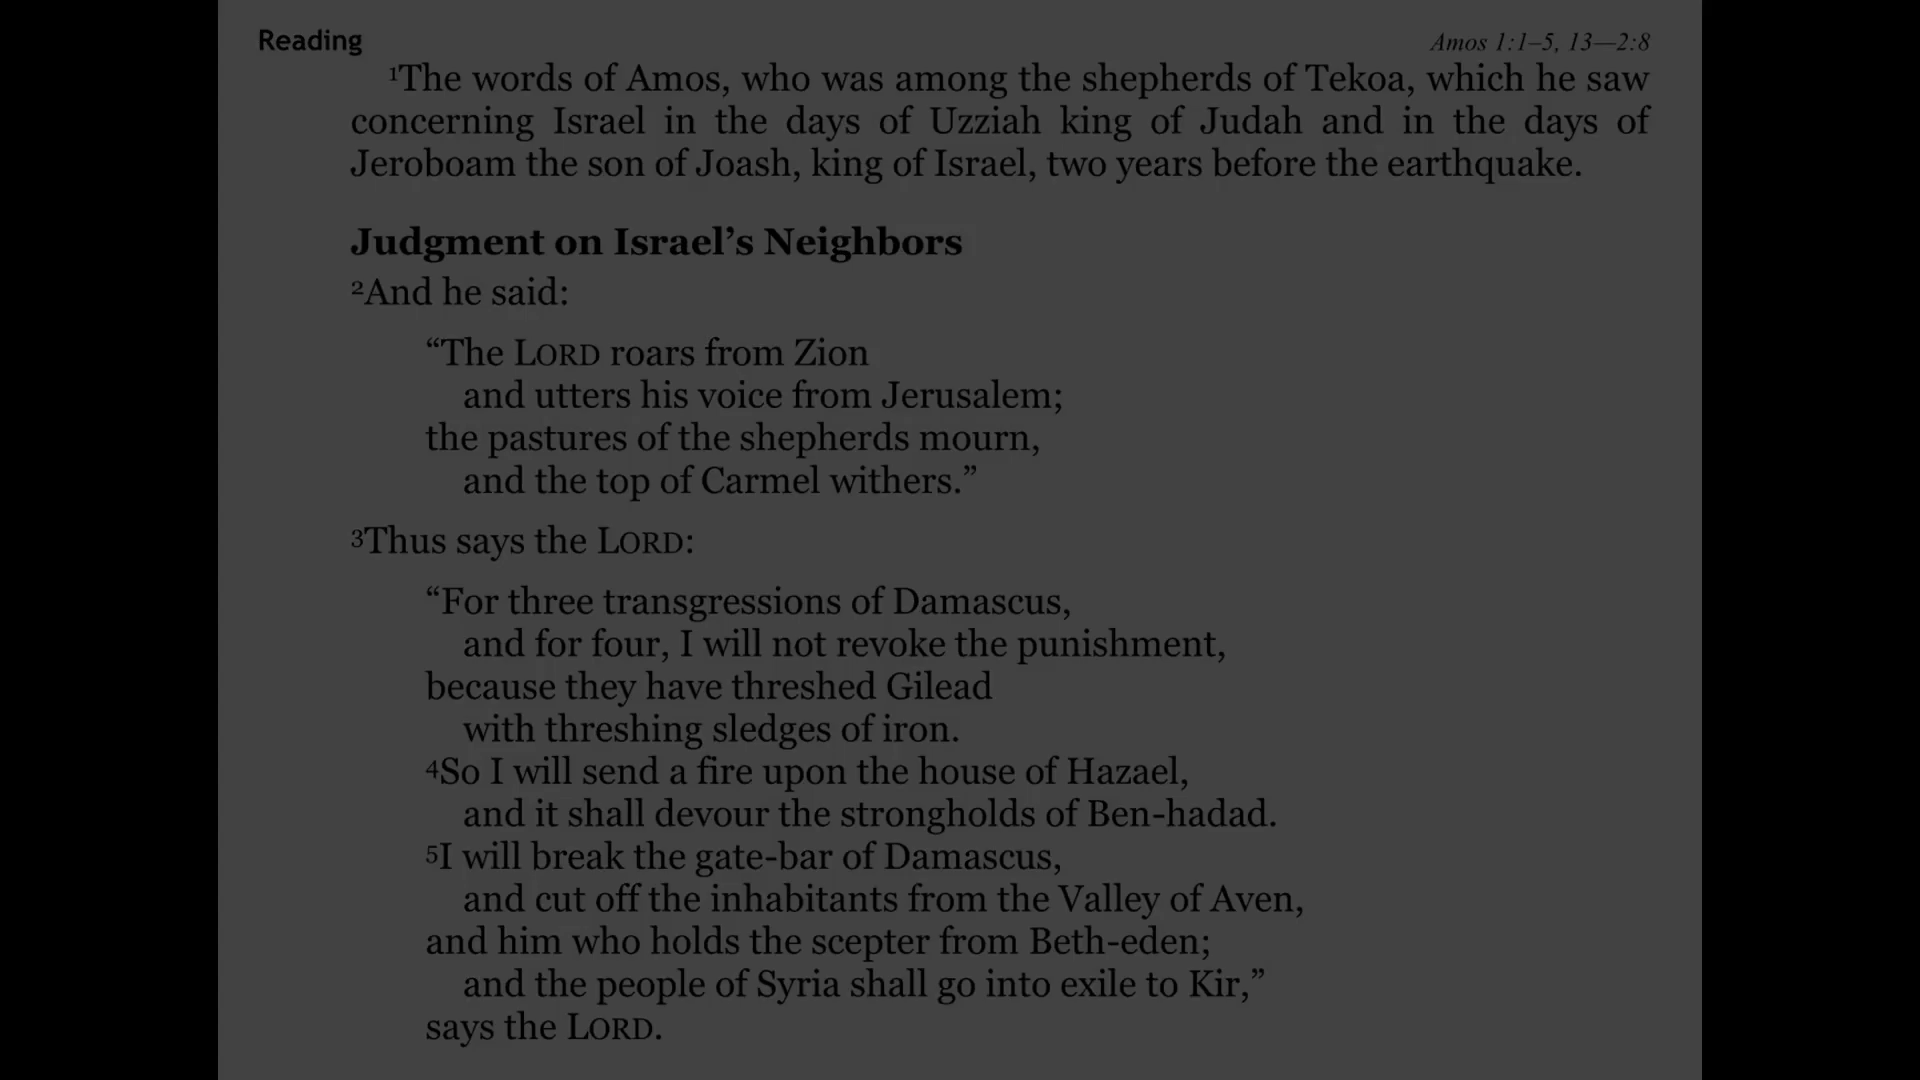 Reading
Amos 1:1–5, 13—2:8
¹The words of Amos, who was among the shepherds of Tekoa, which he saw
concerning Israel in the days of Uzziah king of Judah and in the days of
Jeroboam the son of Joash, king of Israel, two years before the earthquake.
Judgment on Israel’s Neighbors
²And he said:
“The LORD roars from Zion
and utters his voice from Jerusalem;
the pastures of the shepherds mourn,
and the top of Carmel withers.”
³Thus says the LORD:
“For three transgressions of Damascus,
and for four, I will not revoke the punishment,
because they have threshed Gilead
with threshing sledges of iron.
⁴So I will send a fire upon the house of Hazael,
and it shall devour the strongholds of Ben-hadad.
⁵I will break the gate-bar of Damascus,
and cut off the inhabitants from the Valley of Aven,
and him who holds the scepter from Beth-eden;
and the people of Syria shall go into exile to Kir,”
says the LORD.